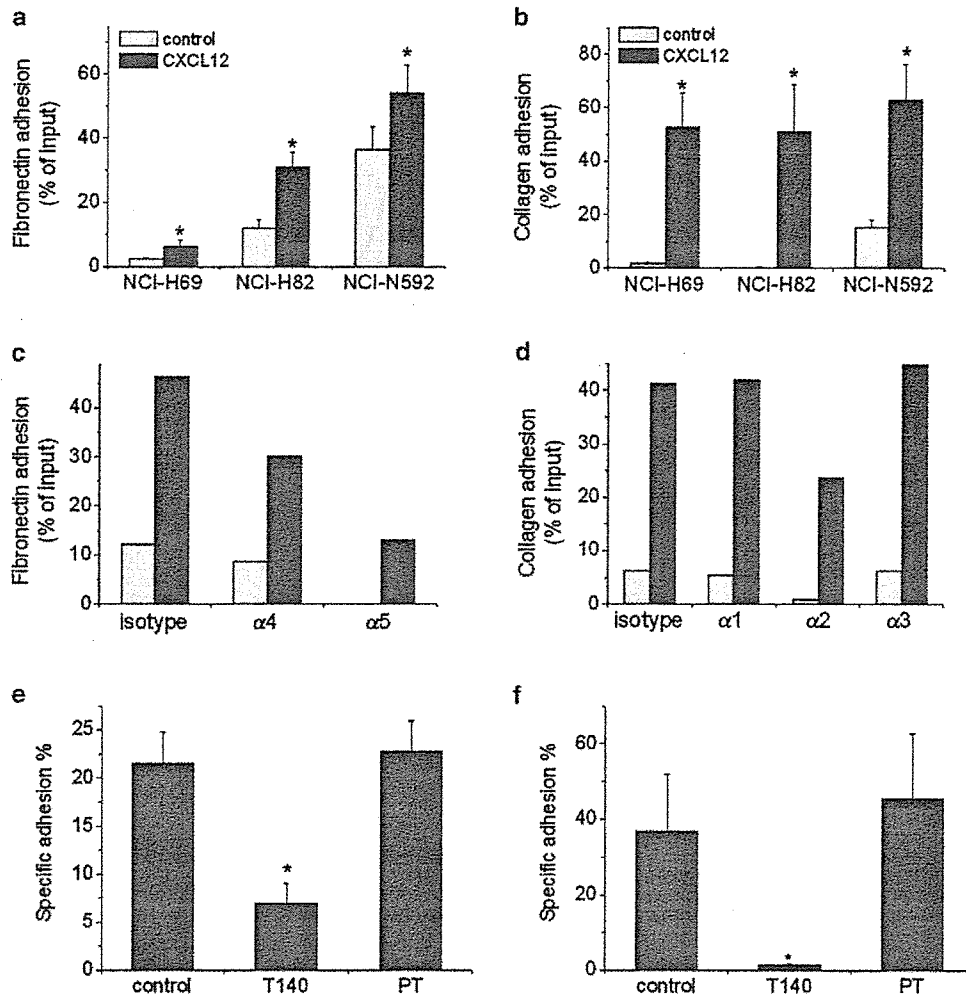 a
control
CXCL12
Fibronectin adhesion
(% of Input)
60
40
20
0
*
*
*
NCI-H69 NCI-H82 NCI-N592
b
control
CXCL12
Collagen adhesion
(% of input)
80
60
40
20
0
*
*
*
NCI-H69 NCI-H82 NCI-N592
c
Fibronectin adhesion
(% of Input)
40
30
20
10
0
isotype α4 α5
d
Collagen adhesion
(% of Input)
40
30
20
10
0
isotype α1 α2 α3
e
Specific adhesion %
25
20
15
10
5
0
*
control T140 PT
f
Specific adhesion %
60
40
20
0
*
control T140 PT